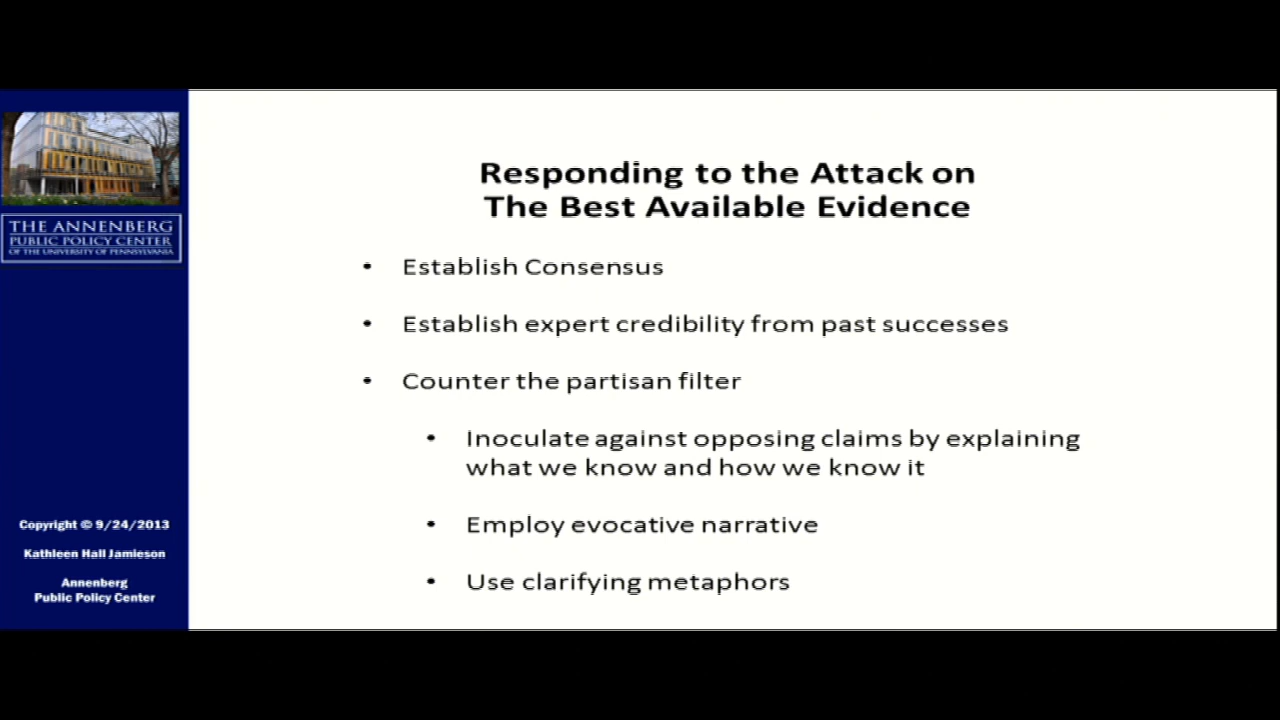 THE ANNENBERG
PUBLIC POLICY CENTER
OF THE UNIVERSITY OF PENNSYLVANIA
Copyright © 9/24/2013
Kathleen Hall Jamieson
Annenberg
Public Policy Center
Responding to the Attack on
The Best Available Evidence
• Establish Consensus
• Establish expert credibility from past successes
• Counter the partisan filter
• Inoculate against opposing claims by explaining
what we know and how we know it
• Employ evocative narrative
• Use clarifying metaphors